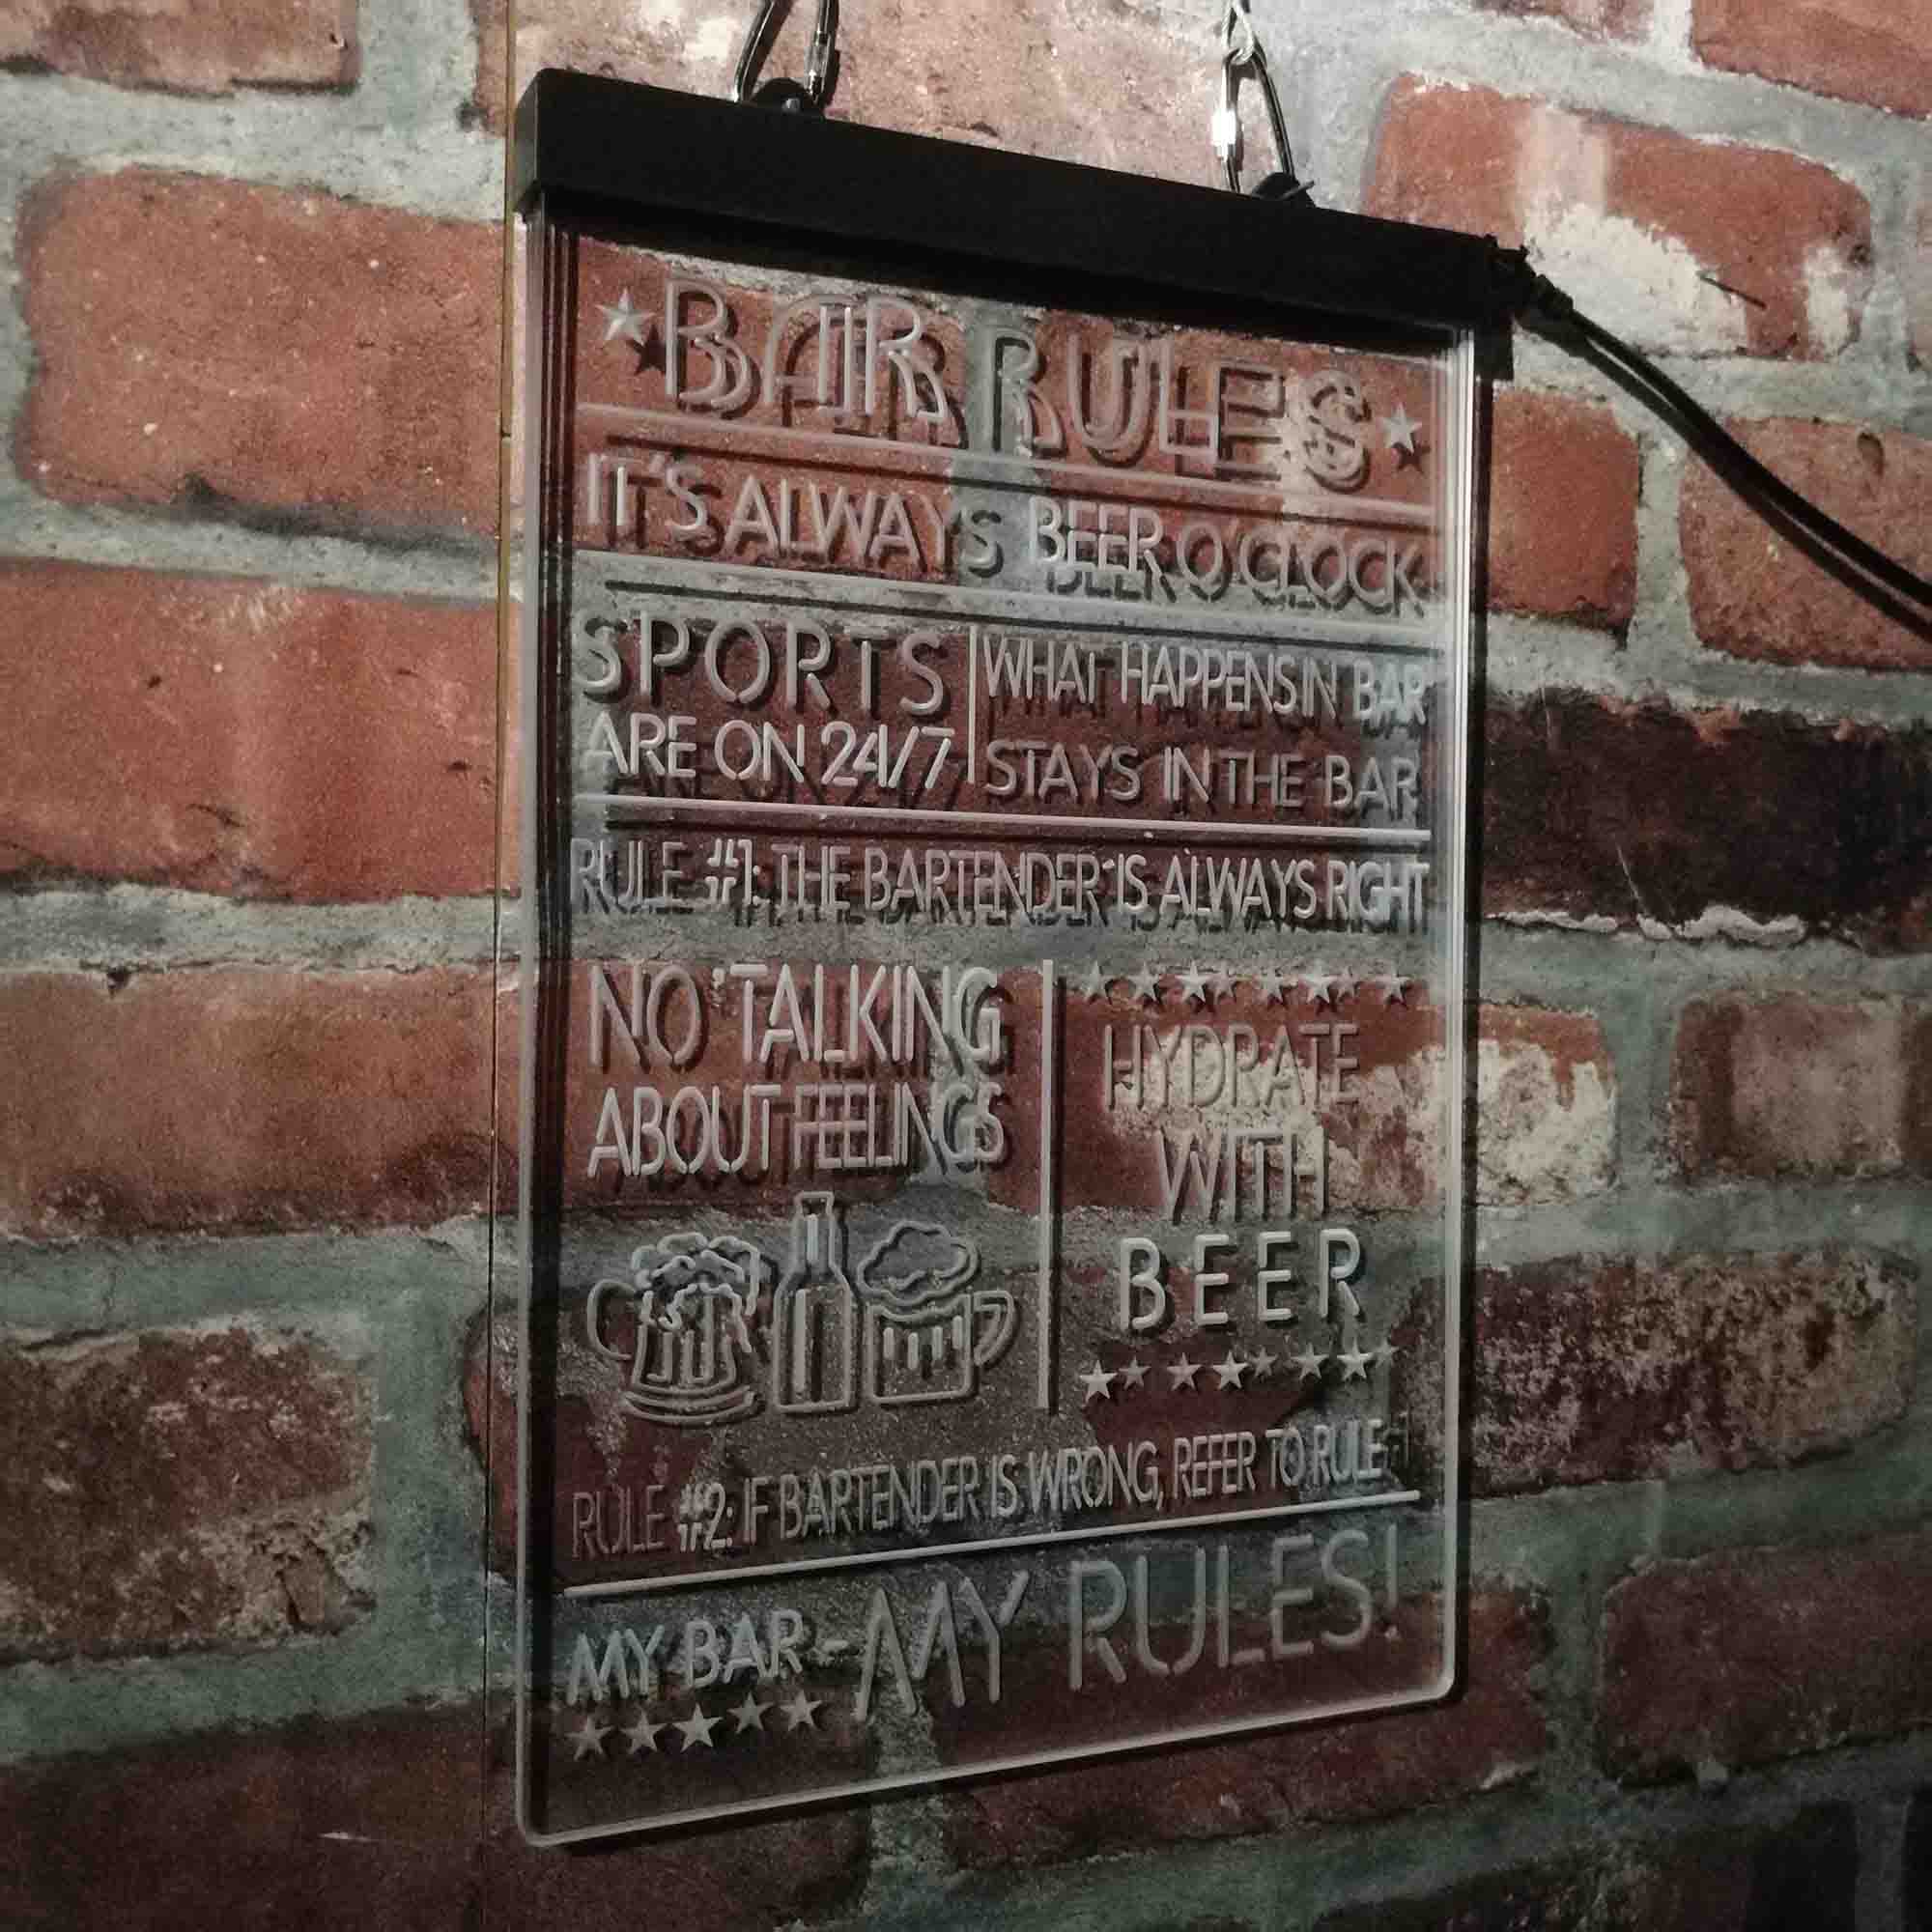 BAR RULES
IT'S ALWAYS BEER O'CLOCK
SPORTS
ARE ON 24/7
WHAT HAPPENS IN BAR
STAYS IN THE BAR
RULE #1: THE BARTENDER IS ALWAYS RIGHT
NO TALKING
ABOUT FEELINGS
HYDRATE
WITH
BEER
RULE #2: IF BARTENDER IS WRONG, REFER TO RULE #1
MY BAR - MY RULES!